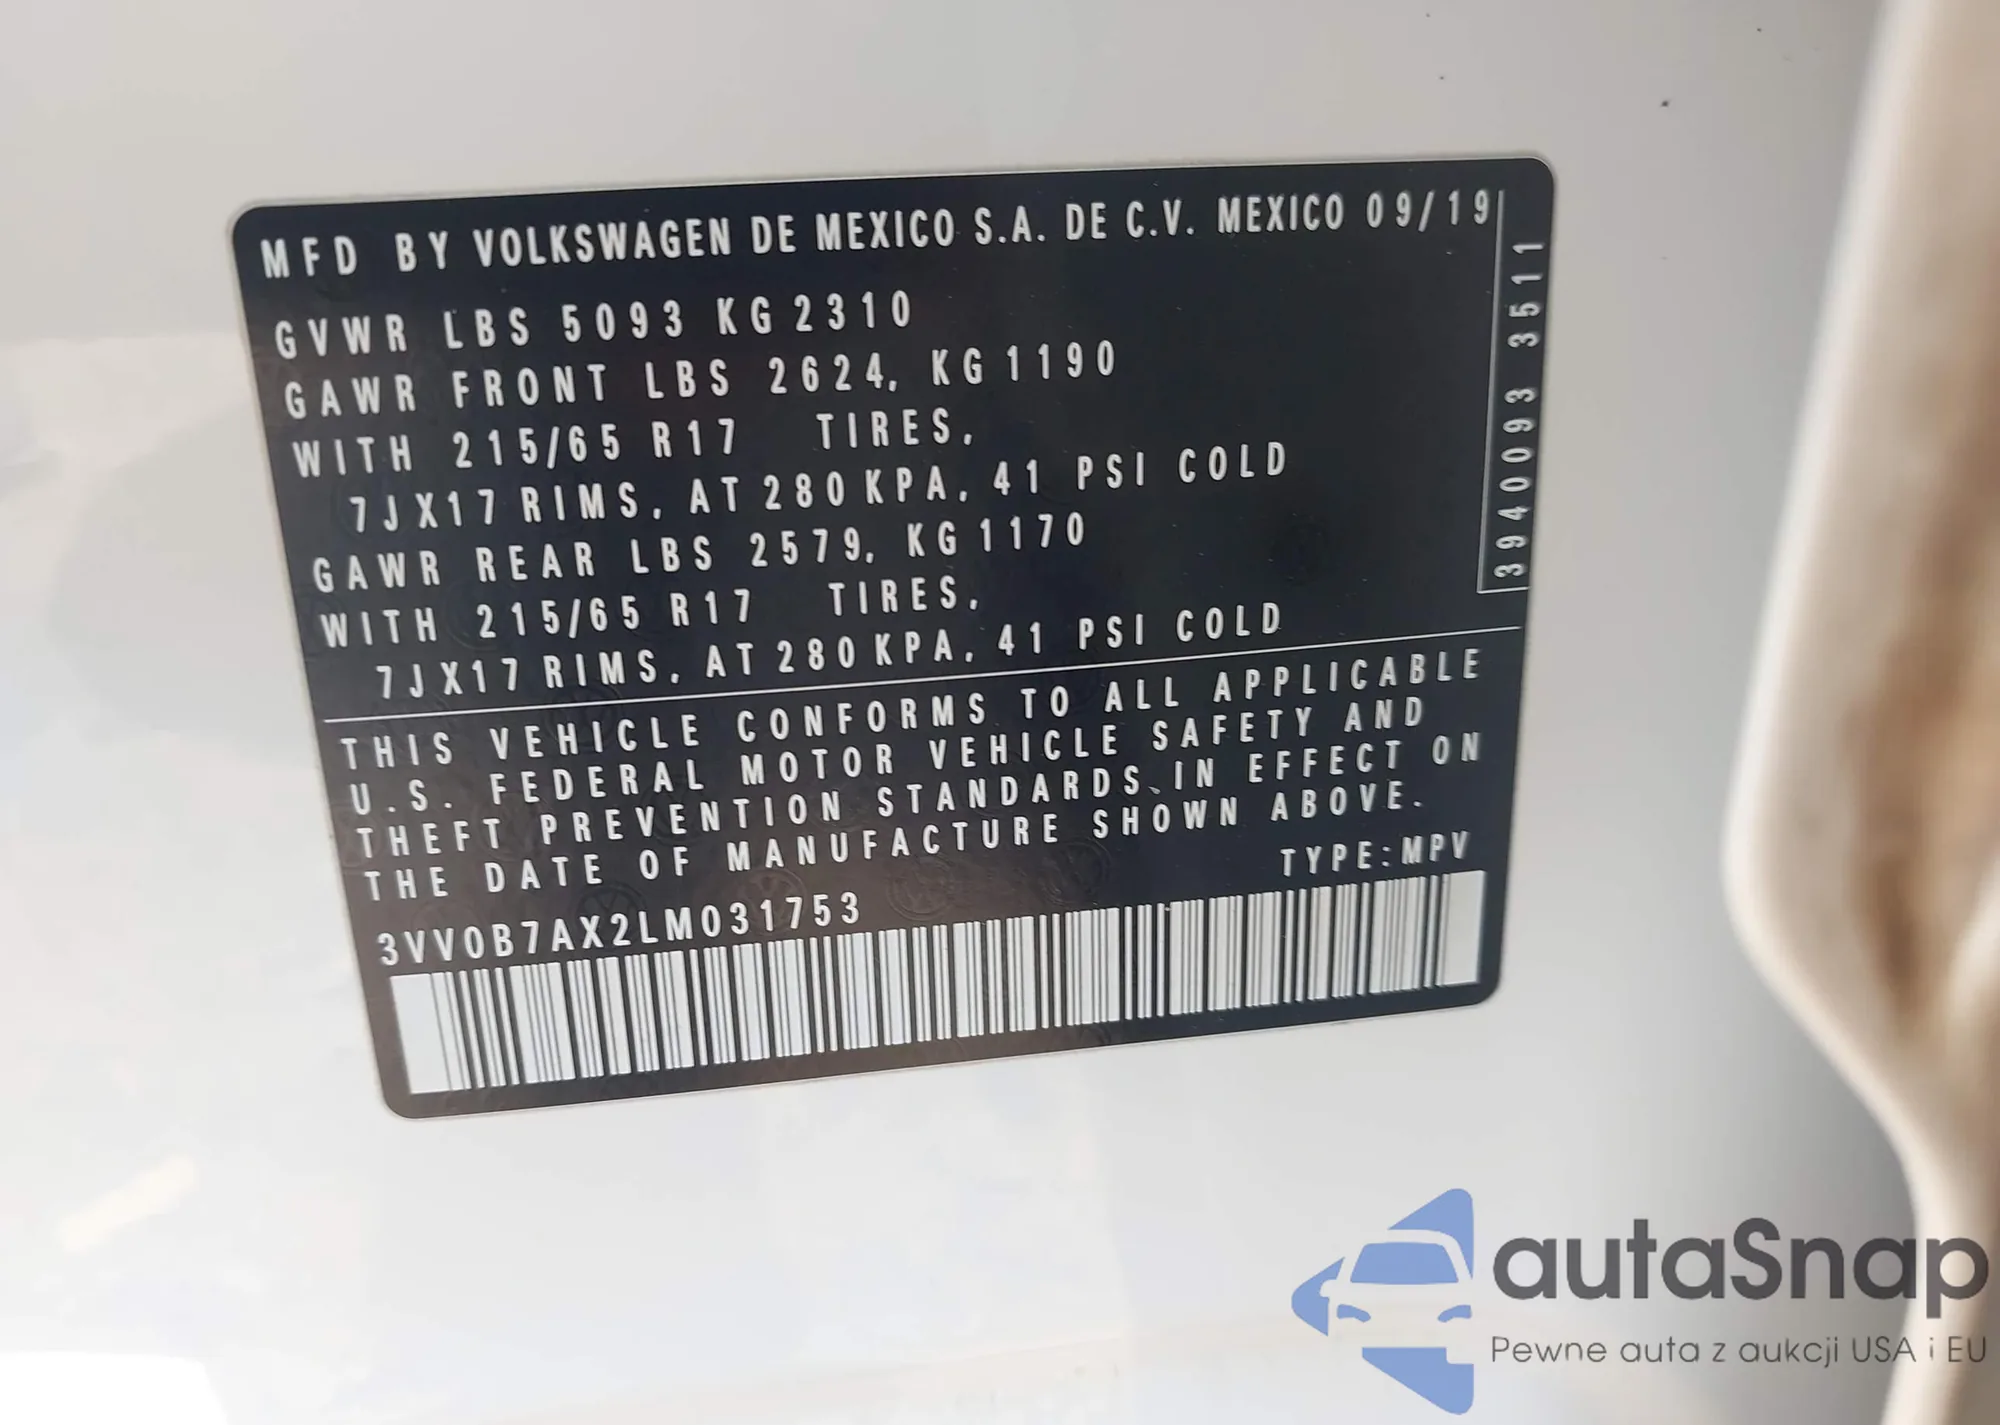 MFD BY VOLKSWAGEN DE MEXICO S.A. DE C.V. MEXICO 09/19
GVWR LBS 5093 KG 2310
GAWR FRONT LBS 2624, KG 1190
WITH 215/65 R17 TIRES,
7JX17 RIMS, AT 280 KPA, 41 PSI COLD
GAWR REAR LBS 2579, KG 1170
WITH 215/65 R17 TIRES,
7JX17 RIMS, AT 280 KPA, 41 PSI COLD
3940093 3511
THIS VEHICLE CONFORMS TO ALL APPLICABLE
U.S. FEDERAL MOTOR VEHICLE SAFETY AND
THEFT PREVENTION STANDARDS IN EFFECT ON
THE DATE OF MANUFACTURE SHOWN ABOVE.
TYPE:MPV
3VV0B7AX2LM031753
autaSnap
Pewne auta z aukcji USA i EU